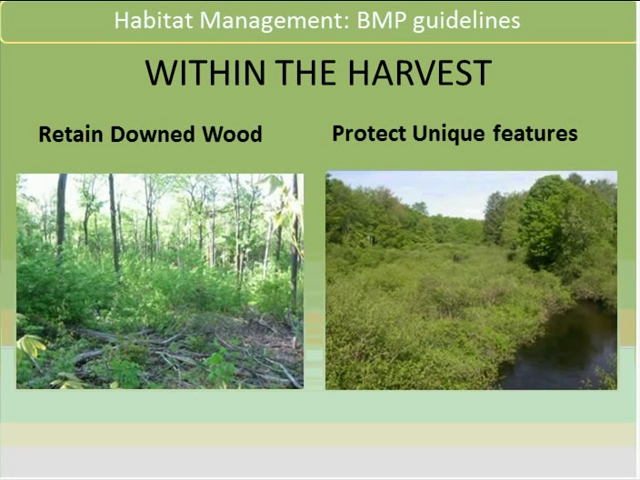 Habitat Management: BMP guidelines
WITHIN THE HARVEST
Retain Downed Wood
Protect Unique features